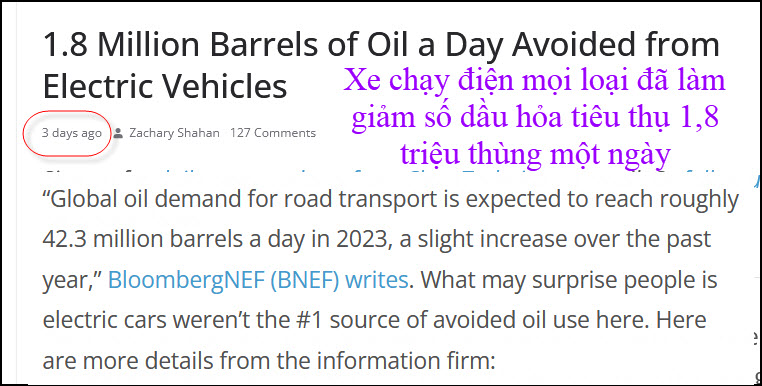 1.8 Million Barrels of Oil a Day Avoided from
Electric Vehicles
Xe chạy điện mọi loại đã làm
giảm số dầu hỏa tiêu thụ 1,8
triệu thùng một ngày
3 days ago Zachary Shahan 127 Comments
“Global oil demand for road transport is expected to reach roughly
42.3 million barrels a day in 2023, a slight increase over the past
year,” BloombergNEF (BNEF) writes. What may surprise people is
electric cars weren’t the #1 source of avoided oil use here. Here
are more details from the information firm: